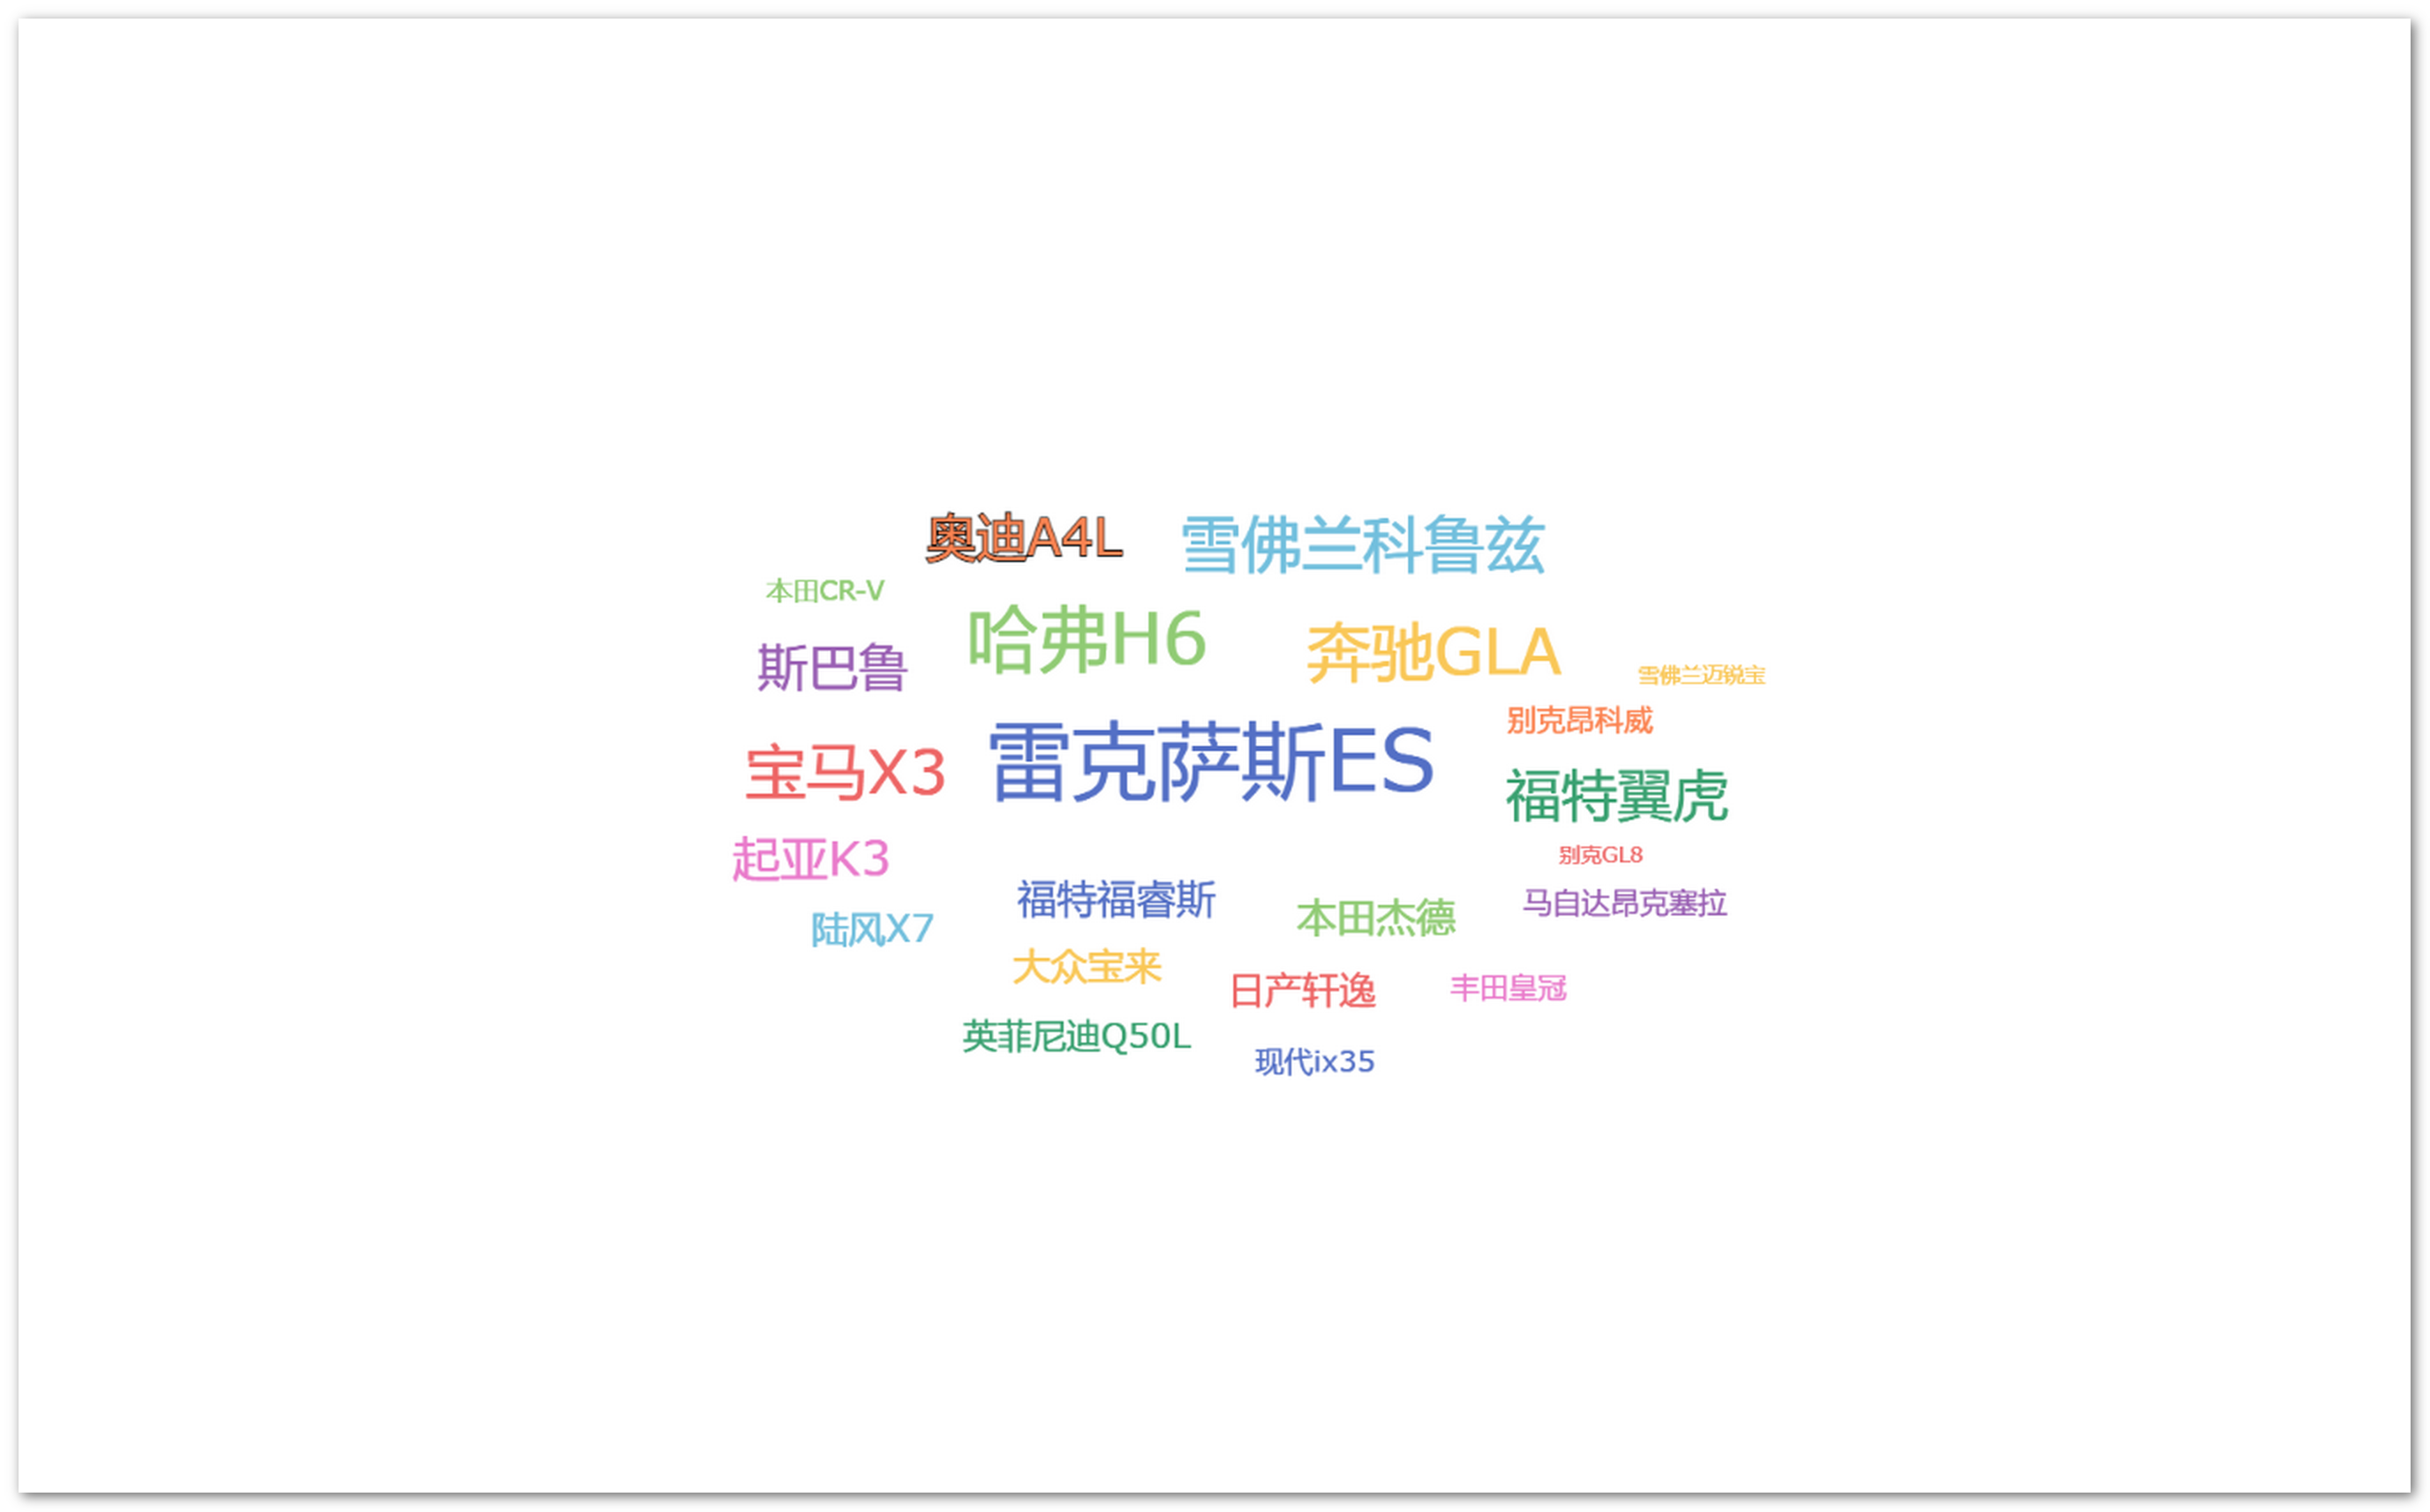 奥迪A4L
雪佛兰科鲁兹
本田CR-V
哈弗H6
奔驰GLA
斯巴鲁
雪佛兰迈锐宝
别克昂科威
雷克萨斯ES
宝马X3
福特翼虎
起亚K3
别克GL8
福特福睿斯
本田杰德
马自达昂克塞拉
陆风X7
大众宝来
日产轩逸
丰田皇冠
英菲尼迪Q50L
现代ix35